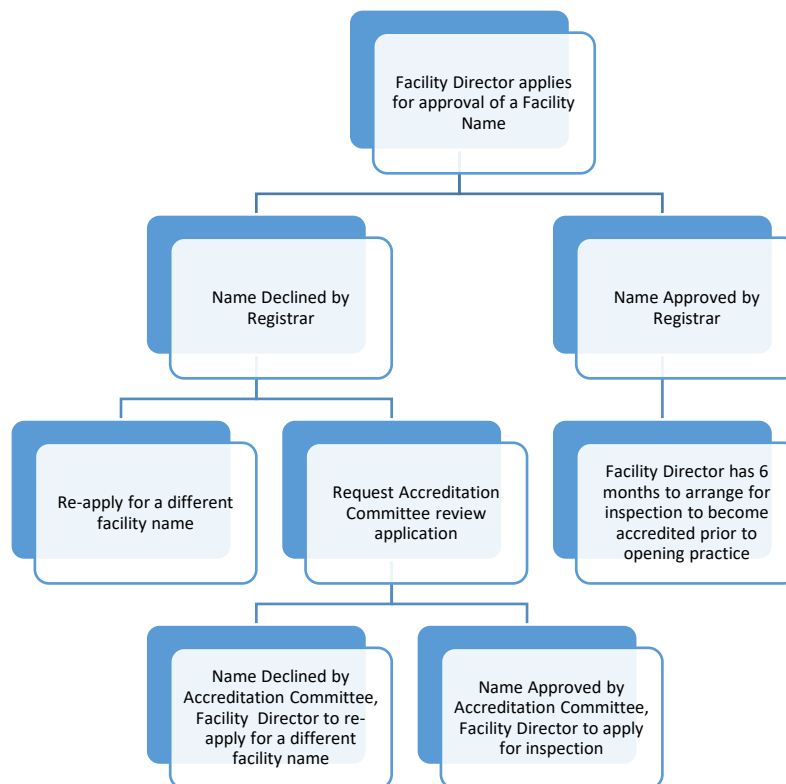 Facility Director applies
for approval of a Facility
Name
Name Declined by
Registrar
Name Approved by
Registrar
Re-apply for a different
facility name
Request Accreditation
Committee review
application
Facility Director has 6
months to arrange for
inspection to become
accredited prior to
opening practice
Name Declined by
Accreditation Committee,
Facility Director to re-
apply for a different
facility name
Name Approved by
Accreditation Committee,
Facility Director to apply
for inspection